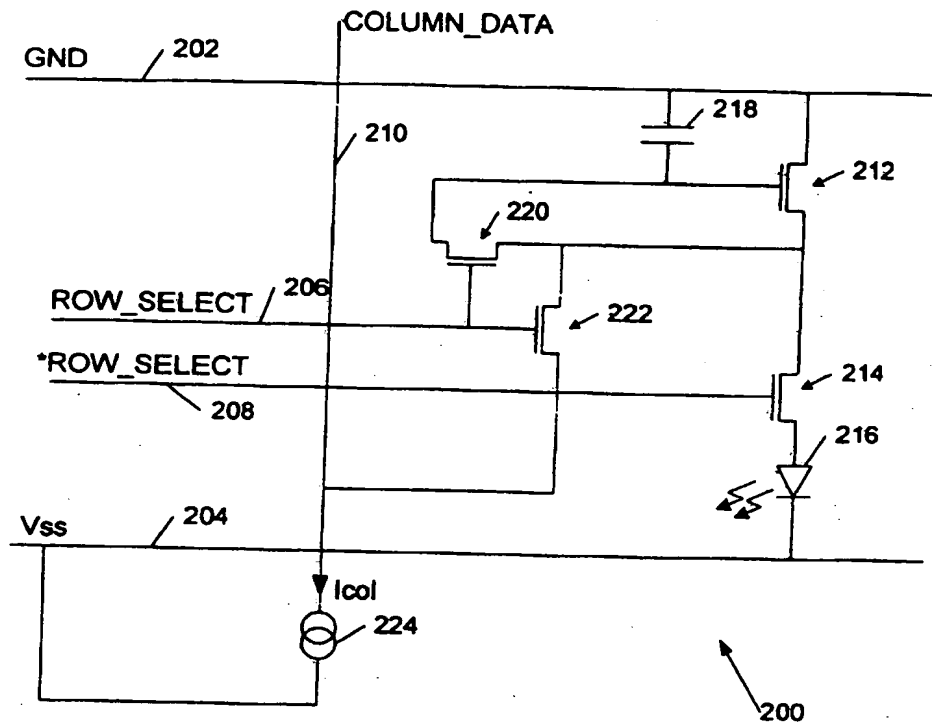 COLUMN_DATA
GND
202
210
218
212
220
ROW_SELECT
206
222
*ROW_SELECT
208
214
216
Vss
204
Icol
224
200